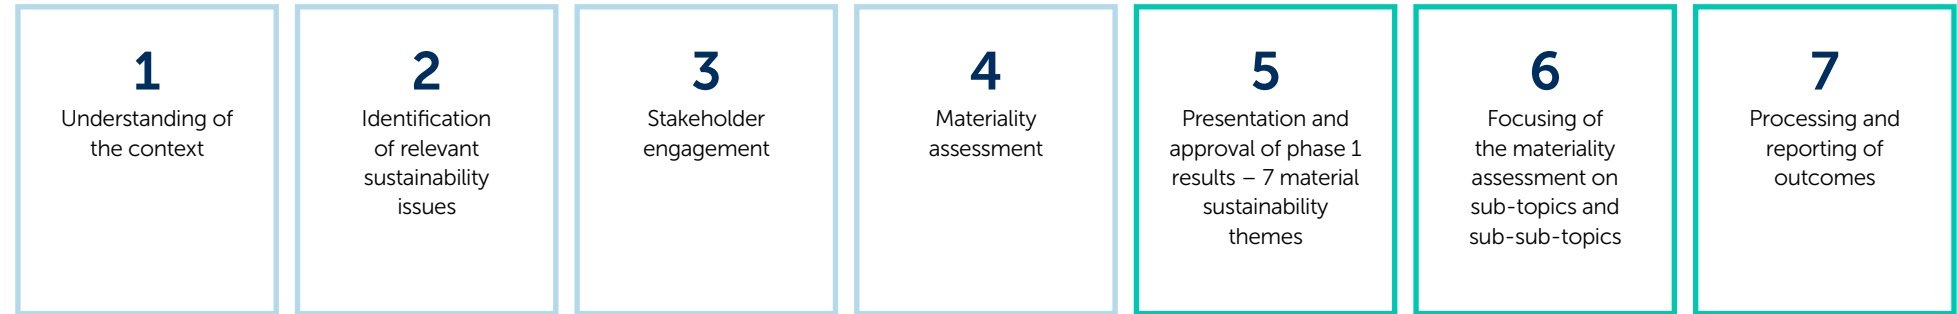 1
Understanding of
the context
2
Identification
of relevant
sustainability
issues
3
Stakeholder
engagement
4
Materiality
assessment
5
Presentation and
approval of phase 1
results – 7 material
sustainability
themes
6
Focusing of
the materiality
assessment on
sub-topics and
sub-sub-topics
7
Processing and
reporting of
outcomes